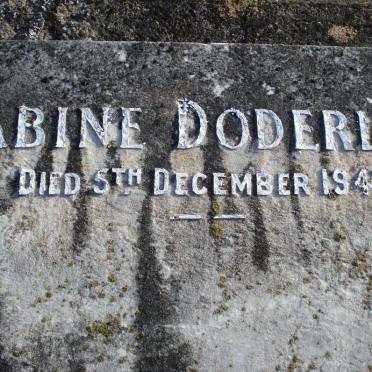 ABINE DODERL
DIED 5TH DECEMBER 194